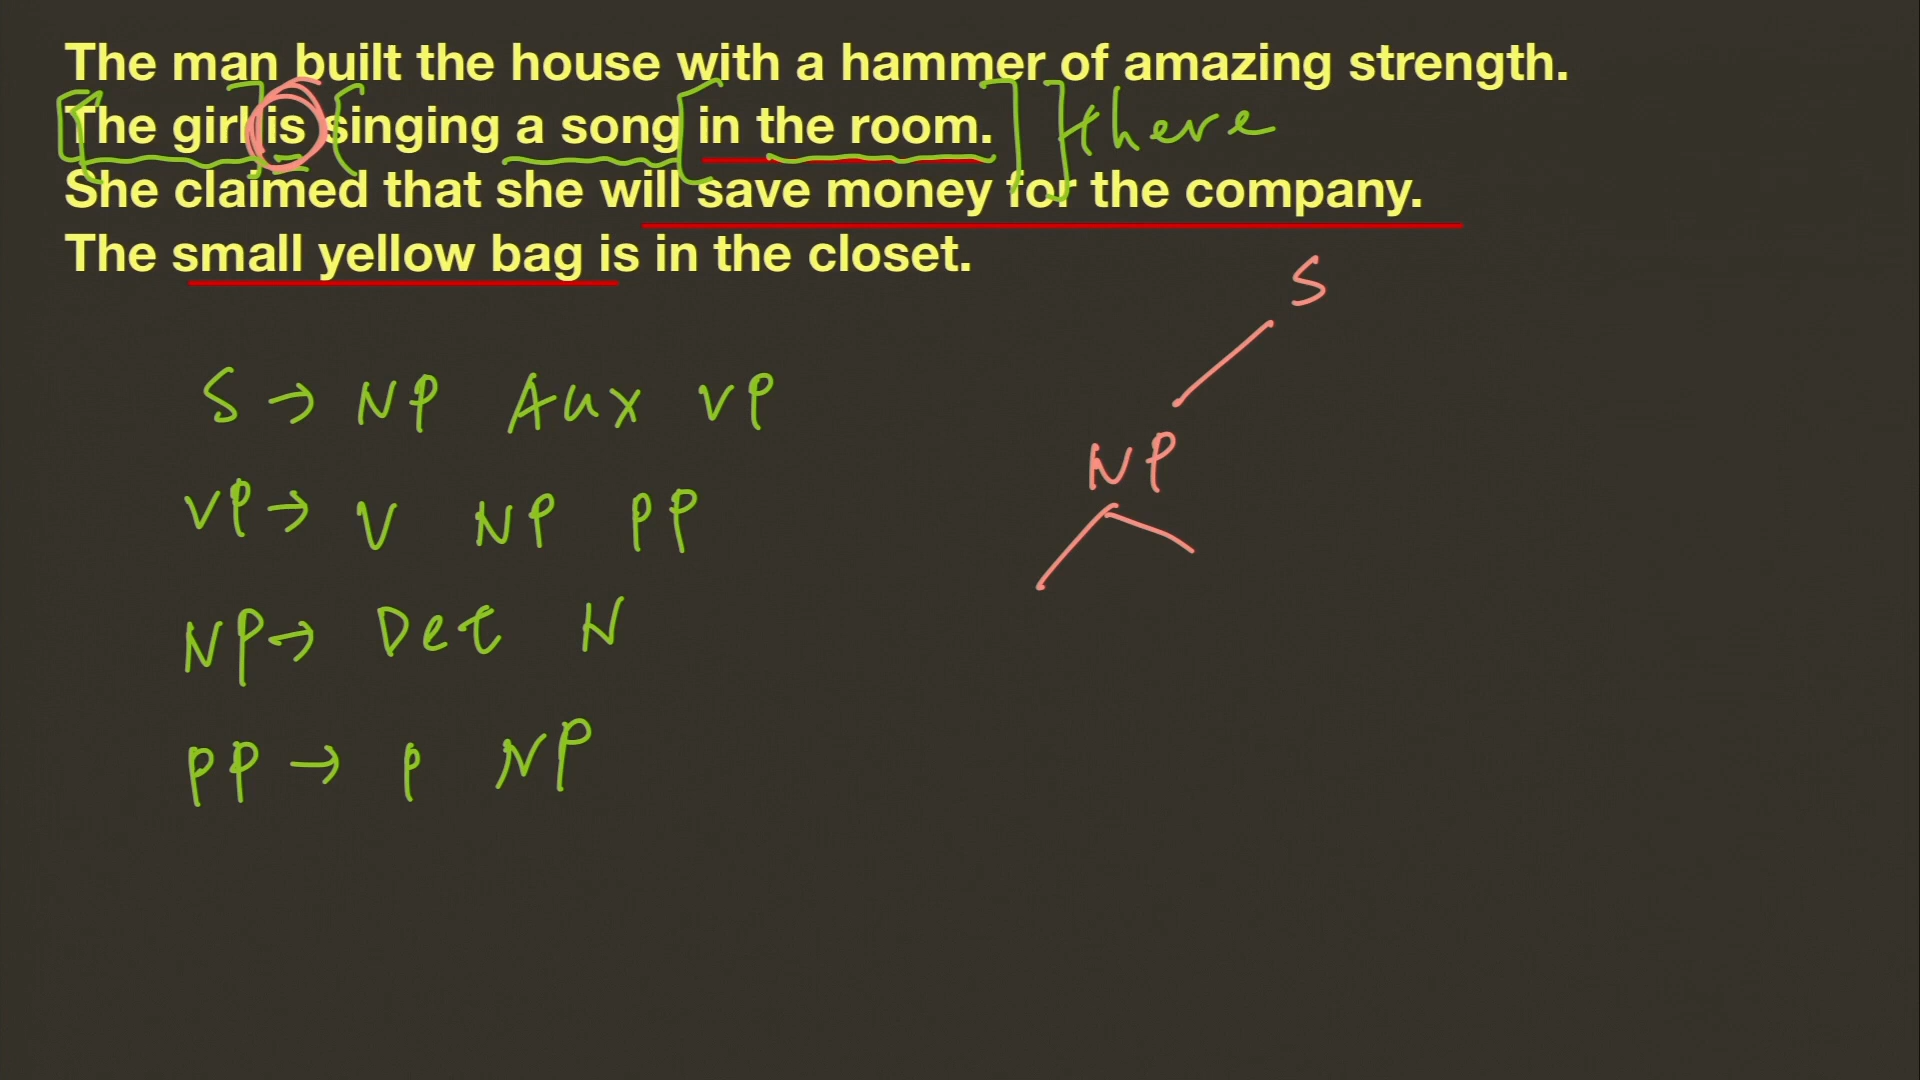 The man built the house with a hammer of amazing strength.
The girl is singing a song in the room. there
She claimed that she will save money for the company.
The small yellow bag is in the closet.
S
S → NP Aux VP
NP
VP → V NP PP
NP → Det N
PP → P NP